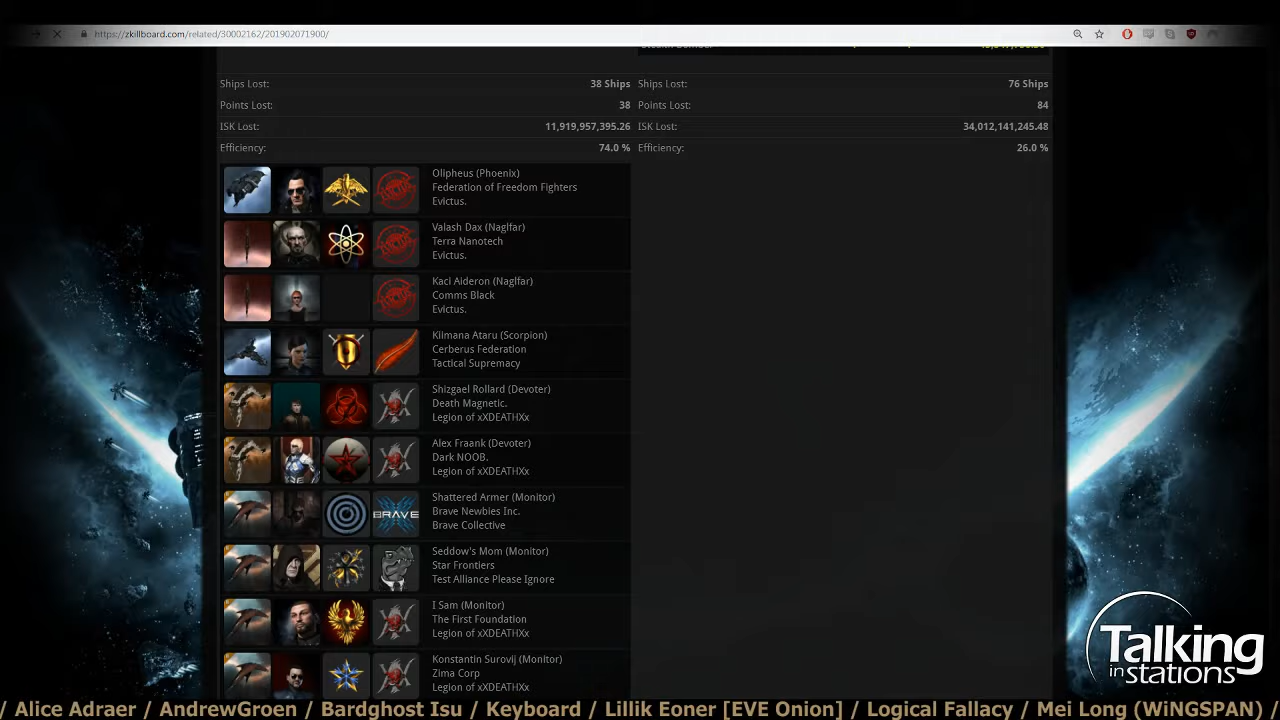 https://zkillboard.com/related/30002162/201902071900/
Ships Lost: 38 Ships Ships Lost: 76 Ships
Points Lost: 38 Points Lost: 84
ISK Lost: 11,919,957,395.26 ISK Lost: 34,012,141,245.48
Efficiency: 74.0 % Efficiency: 26.0 %
Olipheus (Phoenix)
Federation of Freedom Fighters
Evictus.
Valash Dax (Naglfar)
Terra Nanotech
Evictus.
Kaci Aideron (Naglfar)
Comms Black
Evictus.
Klimana Ataru (Scorpion)
Cerberus Federation
Tactical Supremacy
Shizgael Rollard (Devoter)
Death Magnetic.
Legion of xXDEATHXx
Alex Fraank (Devoter)
Dark NOOB.
Legion of xXDEATHXx
Shattered Armer (Monitor)
BRAVE
Brave Newbies Inc.
Brave Collective
Seddow's Mom (Monitor)
Star Frontiers
Test Alliance Please Ignore
I Sam (Monitor)
The First Foundation
Legion of xXDEATHXx
Konstantin Surovij (Monitor)
Zima Corp
Legion of xXDEATHXx
Talking
in stations
/ Alice Adraer / AndrewGroen / Bardghost Isu / Keyboard / Lillik Eoner [EVE Onion] / Logical Fallacy / Mei Long (WiNGSPAN) /